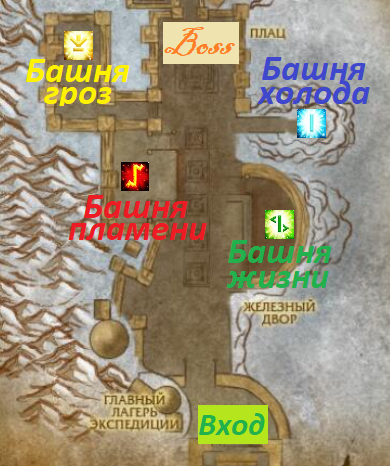 Boss
ПЛАЦ
Башня
гроз
Башня
холода
Башня
пламени
Башня
жизни
ЖЕЛЕЗНЫЙ
ДВОР
ГЛАВНЫЙ
ЛАГЕРЬ
ЭКСПЕДИЦИИ
Вход